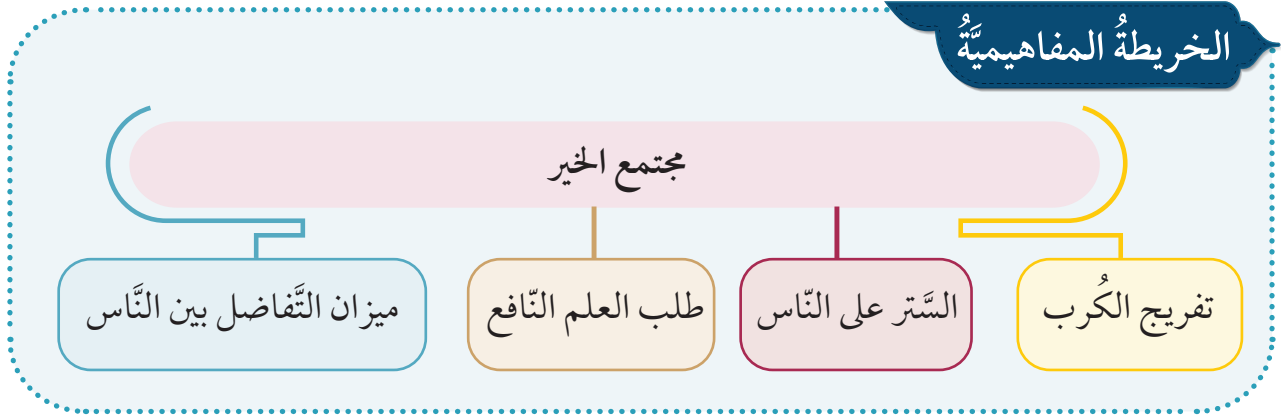 الخريطةُ المفاهيميَّةُ
مجتمع الخير
تفريج الكُرب
السَّتر على النّاس
طلب العلم النّافع
ميزان التَّفاضل بين النَّاس